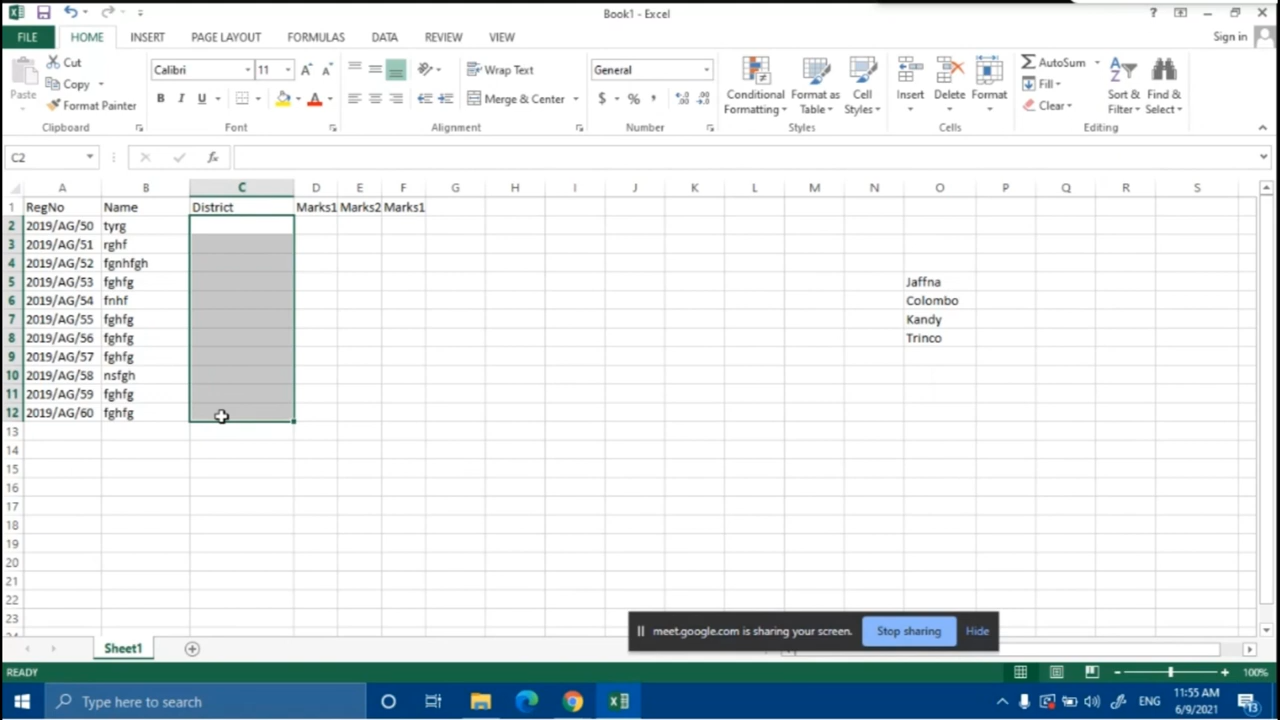 Book1 - Excel
?
FILE HOME INSERT PAGE LAYOUT FORMULAS DATA REVIEW VIEW Sign in
Paste
Cut
Copy
Format Painter
Clipboard
Calibri 11 A A
B I U A
Font
Wrap Text
Merge & Center
Alignment
General
$ % ,
Number
Conditional Formatting
Format as Table
Cell Styles
Styles
Insert
Delete
Format
Cells
AutoSum
Fill
Clear
Sort & Filter
Find & Select
Editing
C2 fx
A B C D E F G H I J K L M N O P Q R S
1 RegNo Name District Marks1 Marks2 Marks1
2 2019/AG/50 tyrg
3 2019/AG/51 rghf
4 2019/AG/52 fgnhfgh
5 2019/AG/53 fghfg Jaffna
6 2019/AG/54 fnhf Colombo
7 2019/AG/55 fghfg Kandy
8 2019/AG/56 fghfg Trinco
9 2019/AG/57 fghfg
10 2019/AG/58 nsfgh
11 2019/AG/59 fghfg
12 2019/AG/60 fghfg
13
14
15
16
17
18
19
20
21
22
23
meet.google.com is sharing your screen. Stop sharing Hide
Sheet1
READY 100%
Type here to search
ENG
11:55 AM
6/9/2021
13